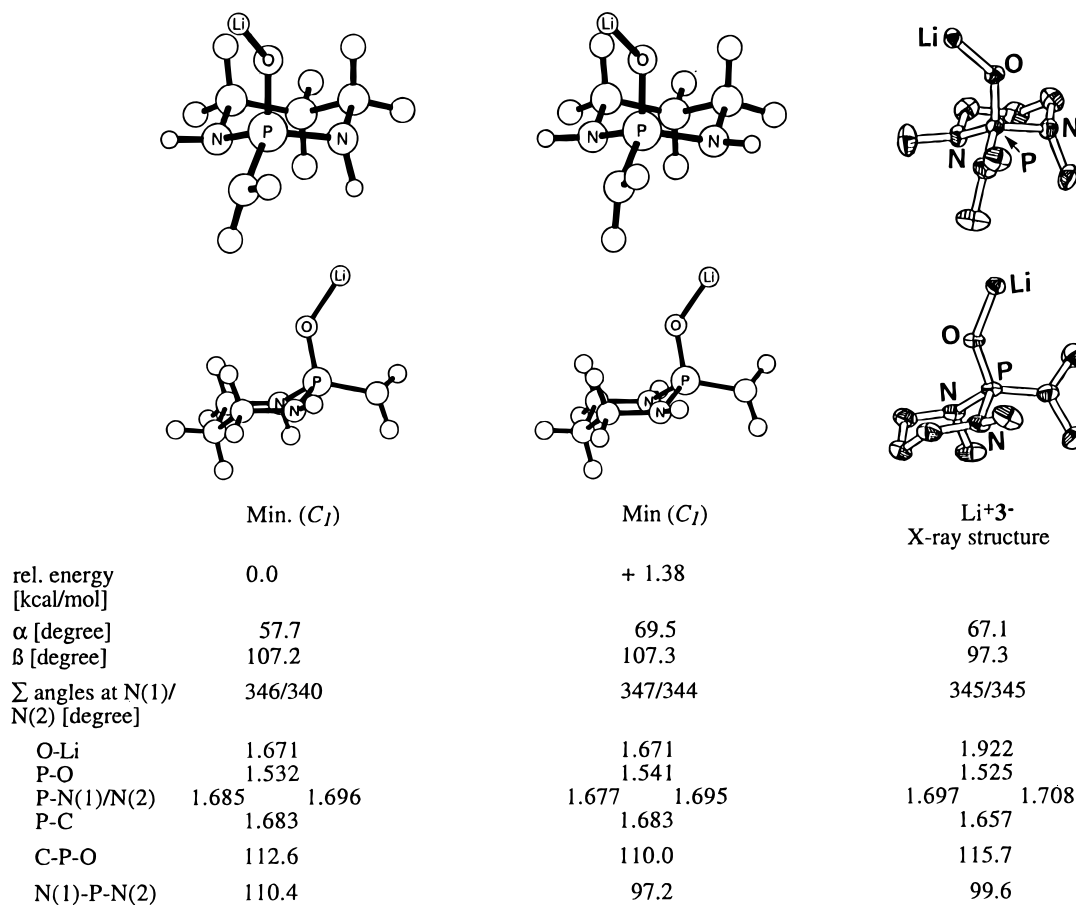 Li Li Li
O O O
P P N
N N N N N P
Li Li Li
O O O
P P P
N N N N N N
Min. (C1) Min (C1) Li+3-
X-ray structure
rel. energy 0.0 + 1.38
[kcal/mol]
α [degree] 57.7 69.5 67.1
ß [degree] 107.2 107.3 97.3
∑ angles at N(1)/ 346/340 347/344 345/345
N(2) [degree]
O-Li 1.671 1.671 1.922
P-O 1.532 1.541 1.525
P-N(1)/N(2) 1.685 1.696 1.677 1.695 1.697 1.708
P-C 1.683 1.683 1.657
C-P-O 112.6 110.0 115.7
N(1)-P-N(2) 110.4 97.2 99.6